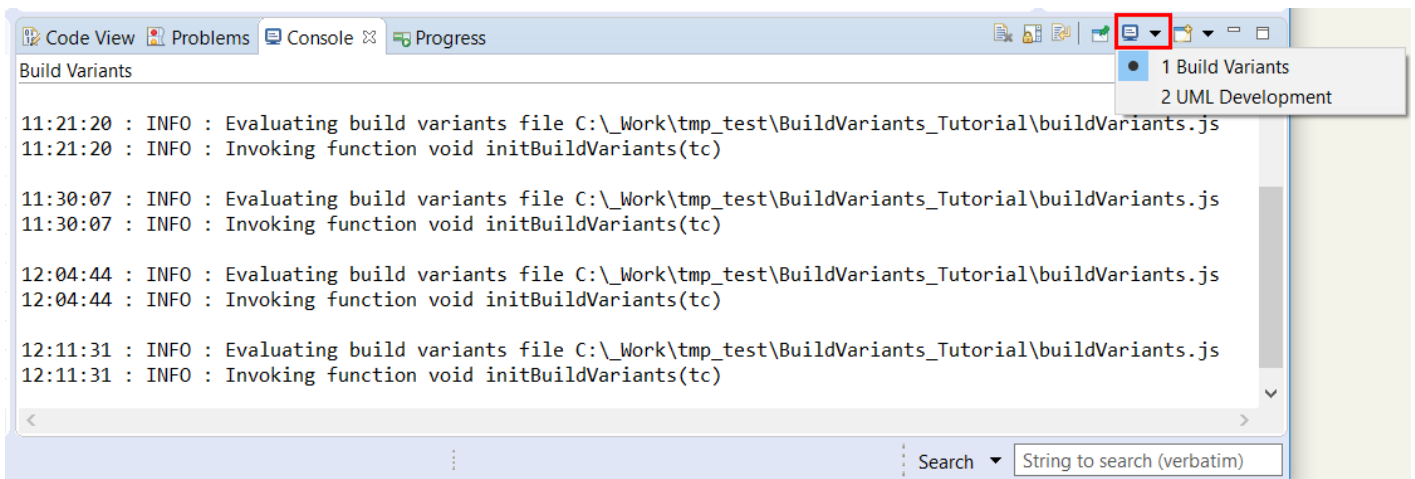 Code View Problems Console Progress
Build Variants
1 Build Variants
2 UML Development
11:21:20 : INFO : Evaluating build variants file C:\_Work\tmp_test\BuildVariants_Tutorial\buildVariants.js
11:21:20 : INFO : Invoking function void initBuildVariants(tc)
11:30:07 : INFO : Evaluating build variants file C:\_Work\tmp_test\BuildVariants_Tutorial\buildVariants.js
11:30:07 : INFO : Invoking function void initBuildVariants(tc)
12:04:44 : INFO : Evaluating build variants file C:\_Work\tmp_test\BuildVariants_Tutorial\buildVariants.js
12:04:44 : INFO : Invoking function void initBuildVariants(tc)
12:11:31 : INFO : Evaluating build variants file C:\_Work\tmp_test\BuildVariants_Tutorial\buildVariants.js
12:11:31 : INFO : Invoking function void initBuildVariants(tc)
Search String to search (verbatim)